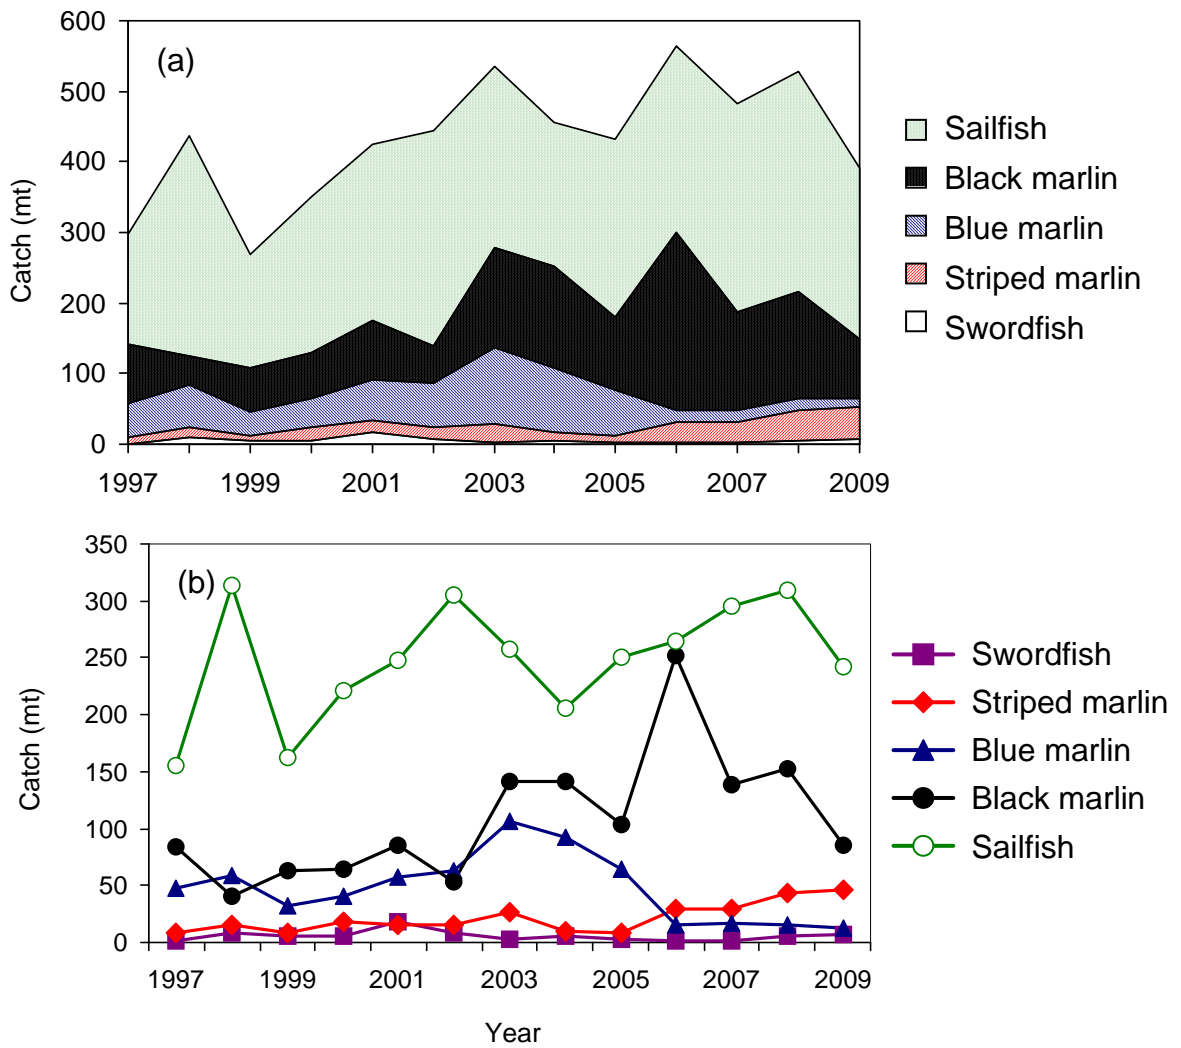 600
500
400
300
200
100
0
Catch (mt)
(a)
1997 1999 2001 2003 2005 2007 2009
Sailfish
Black marlin
Blue marlin
Striped marlin
Swordfish
350
300
250
200
150
100
50
0
Catch (mt)
(b)
1997 1999 2001 2003 2005 2007 2009
Year
Swordfish
Striped marlin
Blue marlin
Black marlin
Sailfish